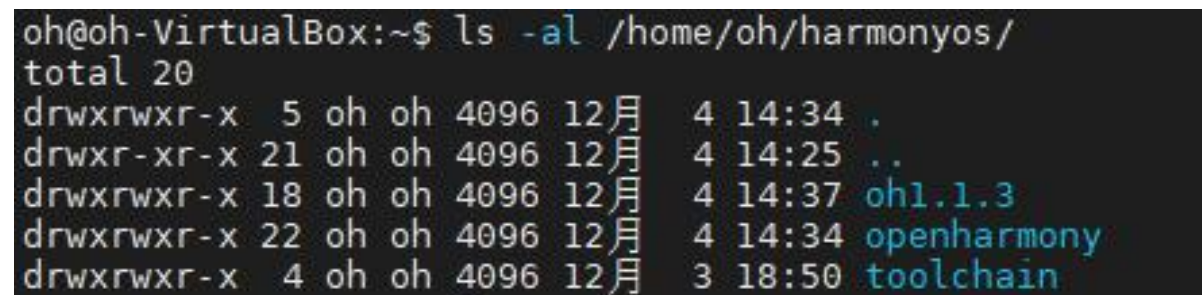 oh@oh-VirtualBox:~$ ls -al /home/oh/harmonyos/
total 20
drwxrwxr-x  5 oh oh 4096 12月  4 14:34 .
drwxr-xr-x 21 oh oh 4096 12月  4 14:25 ..
drwxrwxr-x 18 oh oh 4096 12月  4 14:37 oh1.1.3
drwxrwxr-x 22 oh oh 4096 12月  4 14:34 openharmony
drwxrwxr-x  4 oh oh 4096 12月  3 18:50 toolchain